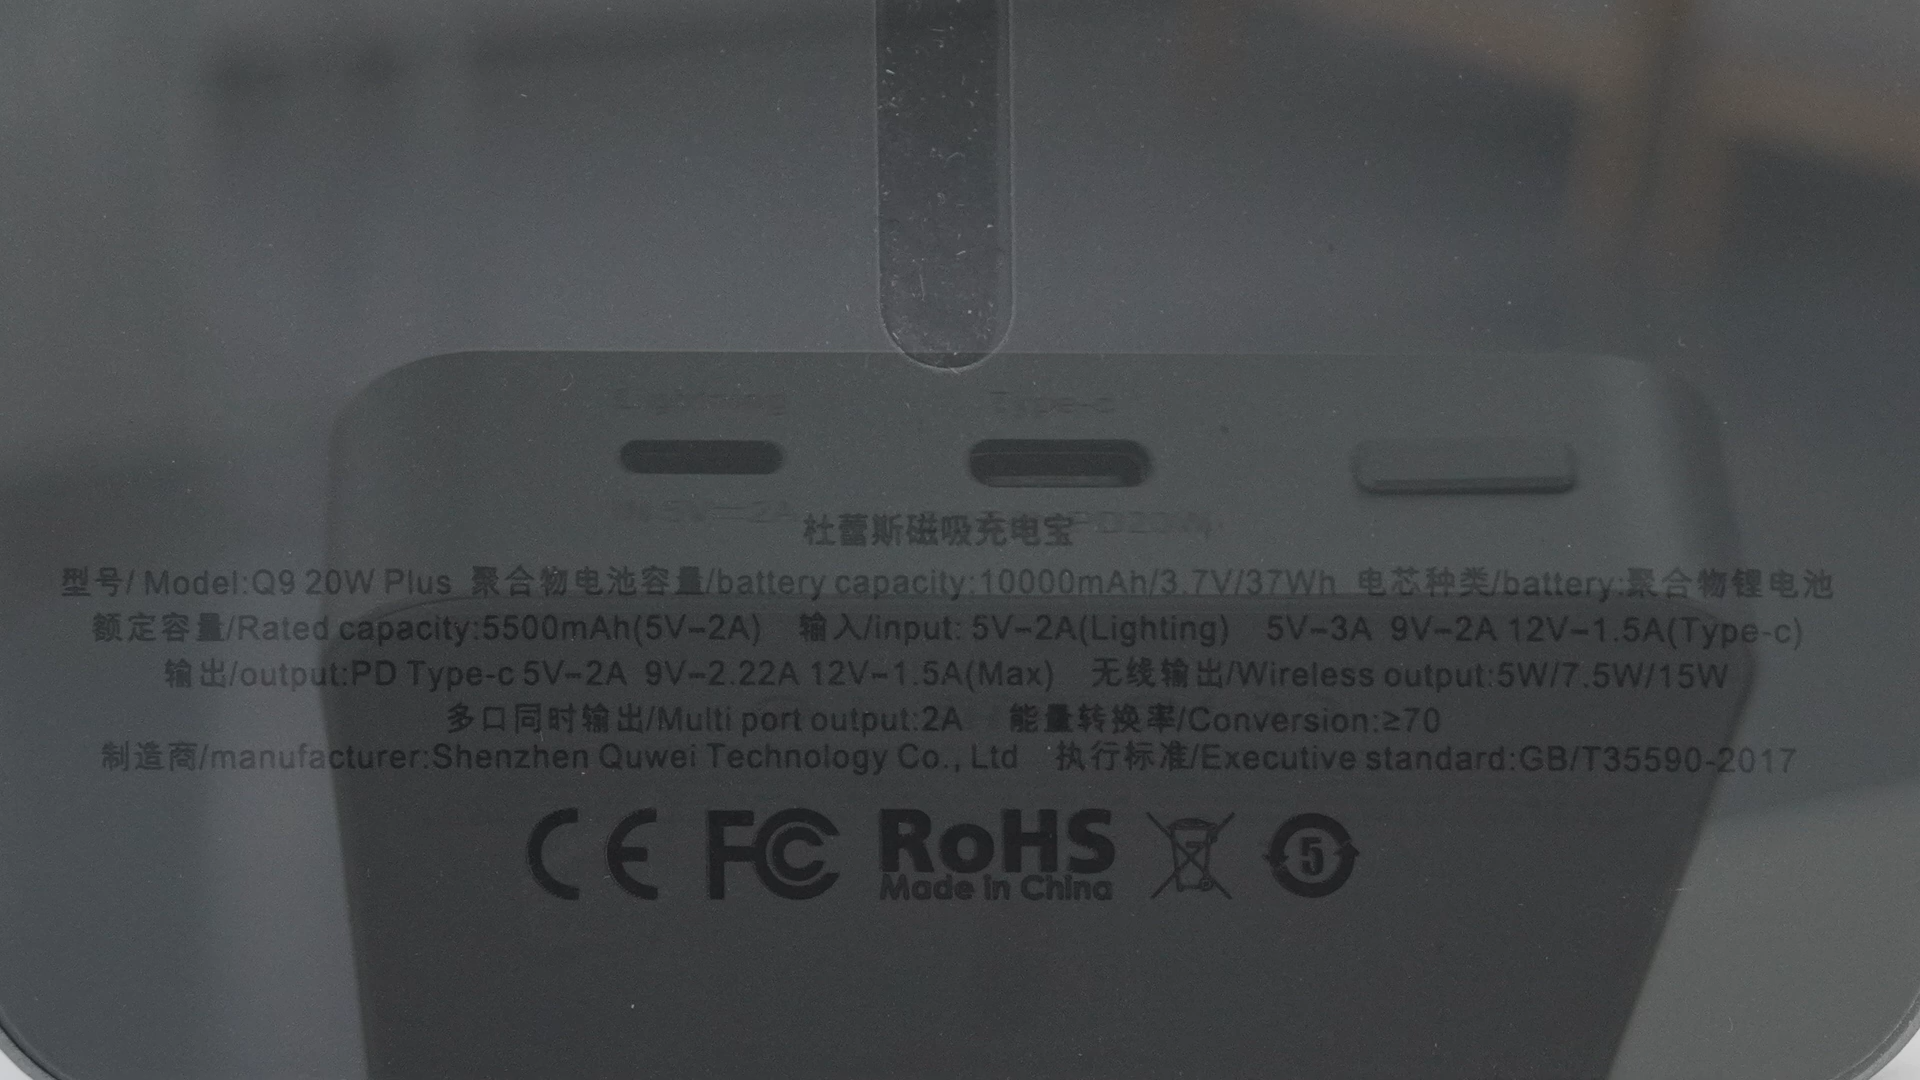 Lightning Type-c
IN:5V=2A PD20W
杜蕾斯磁吸充电宝
型号/ Model:Q9 20W Plus 聚合物电池容量/battery capacity:10000mAh/3.7V/37Wh 电芯种类/battery:聚合物锂电池
额定容量/Rated capacity:5500mAh(5V-2A) 输入/input: 5V-2A(Lighting) 5V-3A 9V-2A 12V-1.5A(Type-c)
输出/output:PD Type-c 5V-2A 9V-2.22A 12V-1.5A(Max) 无线输出/Wireless output:5W/7.5W/15W
多口同时输出/Multi port output:2A 能量转换率/Conversion:≥70
制造商/manufacturer:Shenzhen Quwei Technology Co., Ltd 执行标准/Executive standard:GB/T35590-2017
CE FC RoHS 5
Made in China